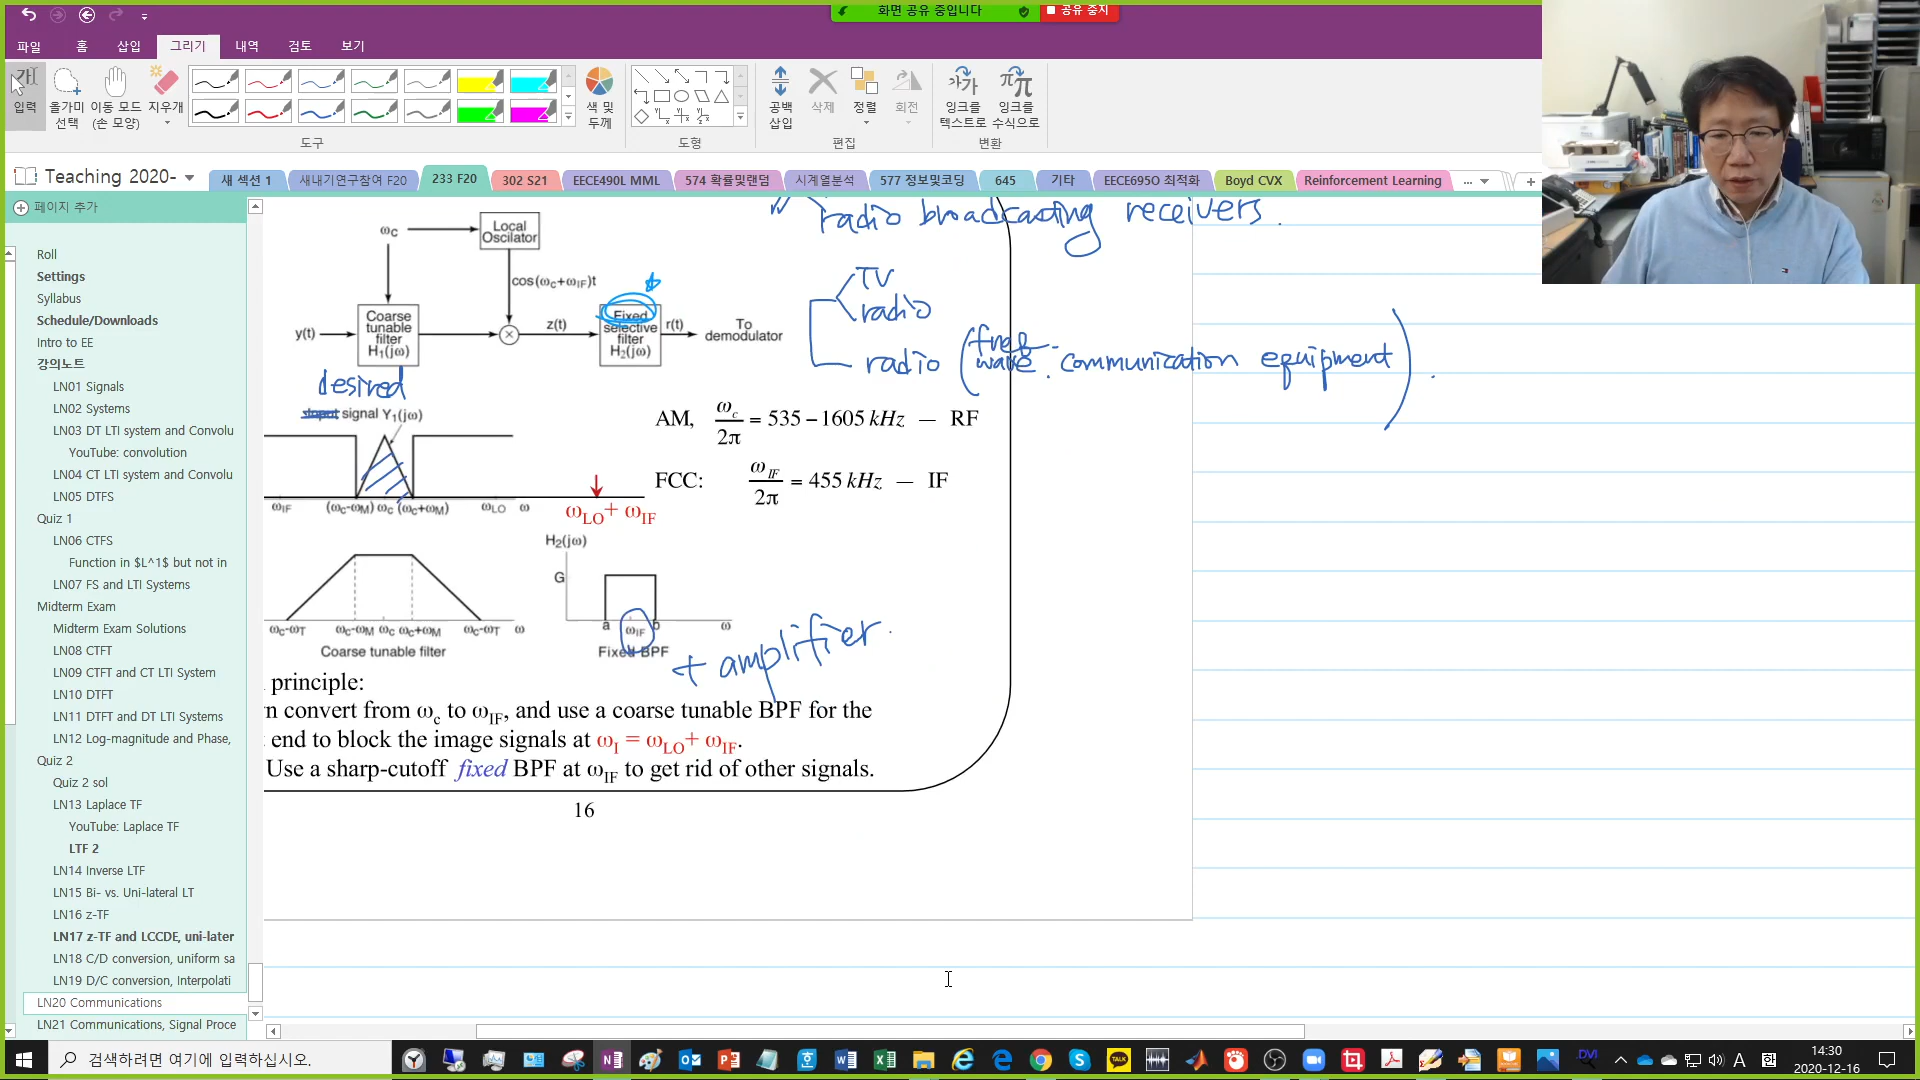 화면 공유 중입니다
공유 중지
파일 홈 삽입 그리기 내역 검토 보기
입력
올가미
선택
이동 모드
(손 모양)
지우개
색 및
두께
공백
삽입
삭제
정렬
회전
잉크를
텍스트로
잉크를
수식으로
도구
도형
편집
변환
Teaching 2020-
새 섹션 1
새내기연구참여 F20
233 F20
302 S21
EECE490L MML
574 확률및랜덤
시계열분석
577 정보및코딩
645
기타
EECE695O 최적화
Boyd CVX
Reinforcement Learning
...
페이지 추가
Roll
Settings
Syllabus
Schedule/Downloads
Intro to EE
강의노트
LN01 Signals
LN02 Systems
LN03 DT LTI system and Convolu
YouTube: convolution
LN04 CT LTI system and Convolu
LN05 DTFS
Quiz 1
LN06 CTFS
Function in $L^1$ but not in
LN07 FS and LTI Systems
Midterm Exam
Midterm Exam Solutions
LN08 CTFT
LN09 CTFT and CT LTI System
LN10 DTFT
LN11 DTFT and DT LTI Systems
LN12 Log-magnitude and Phase,
Quiz 2
Quiz 2 sol
LN13 Laplace TF
YouTube: Laplace TF
LTF 2
LN14 Inverse LTF
LN15 Bi- vs. Uni-lateral LT
LN16 z-TF
LN17 z-TF and LCCDE, uni-later
LN18 C/D conversion, uniform sa
LN19 D/C conversion, Interpolati
LN20 Communications
LN21 Communications, Signal Proce
radio broadcasting receivers.
ωc
Local
Oscilator
cos(ωc+ωIF)t
y(t)
Coarse
tunable
filter
H1(jω)
z(t)
Fixed
selective
filter
H2(jω)
r(t)
To
demodulator
TV
radio
radio (freq. wave. communication equipment) .
desired
Input signal Y1(jω)
ωIF (ωc-ωM) ωc (ωc+ωM) ωLO ω
ωLO+ ωIF
AM, ωc/2π = 535 – 1605 kHz — RF
FCC: ωIF/2π = 455 kHz — IF
H2(jω)
G
a ωIF b ω
Fixed BPF
ωc-ωT ωc-ωM ωc ωc+ωM ωc-ωT ω
Coarse tunable filter
+ amplifier.
principle:
n convert from ωc to ωIF, and use a coarse tunable BPF for the
end to block the image signals at ωI = ωLO+ ωIF.
Use a sharp-cutoff fixed BPF at ωIF to get rid of other signals.
16
검색하려면 여기에 입력하십시오.
TALK
DVI
A
14:30
2020-12-16